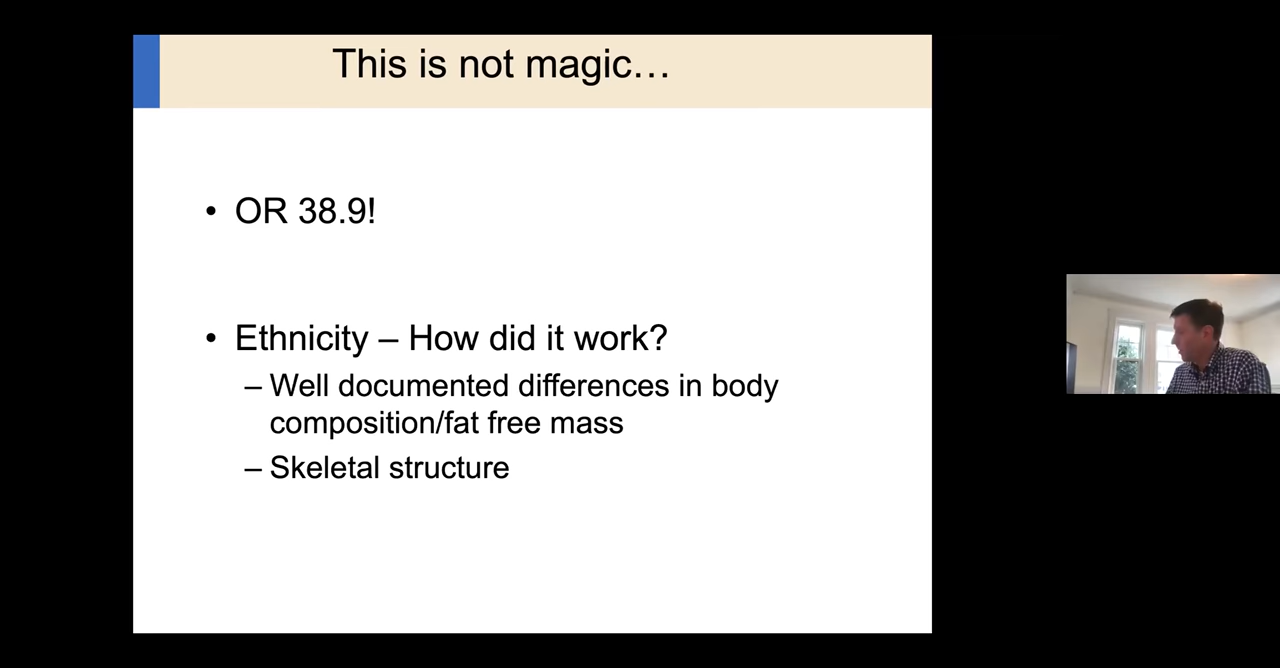 This is not magic…
• OR 38.9!
• Ethnicity – How did it work?
– Well documented differences in body
composition/fat free mass
– Skeletal structure